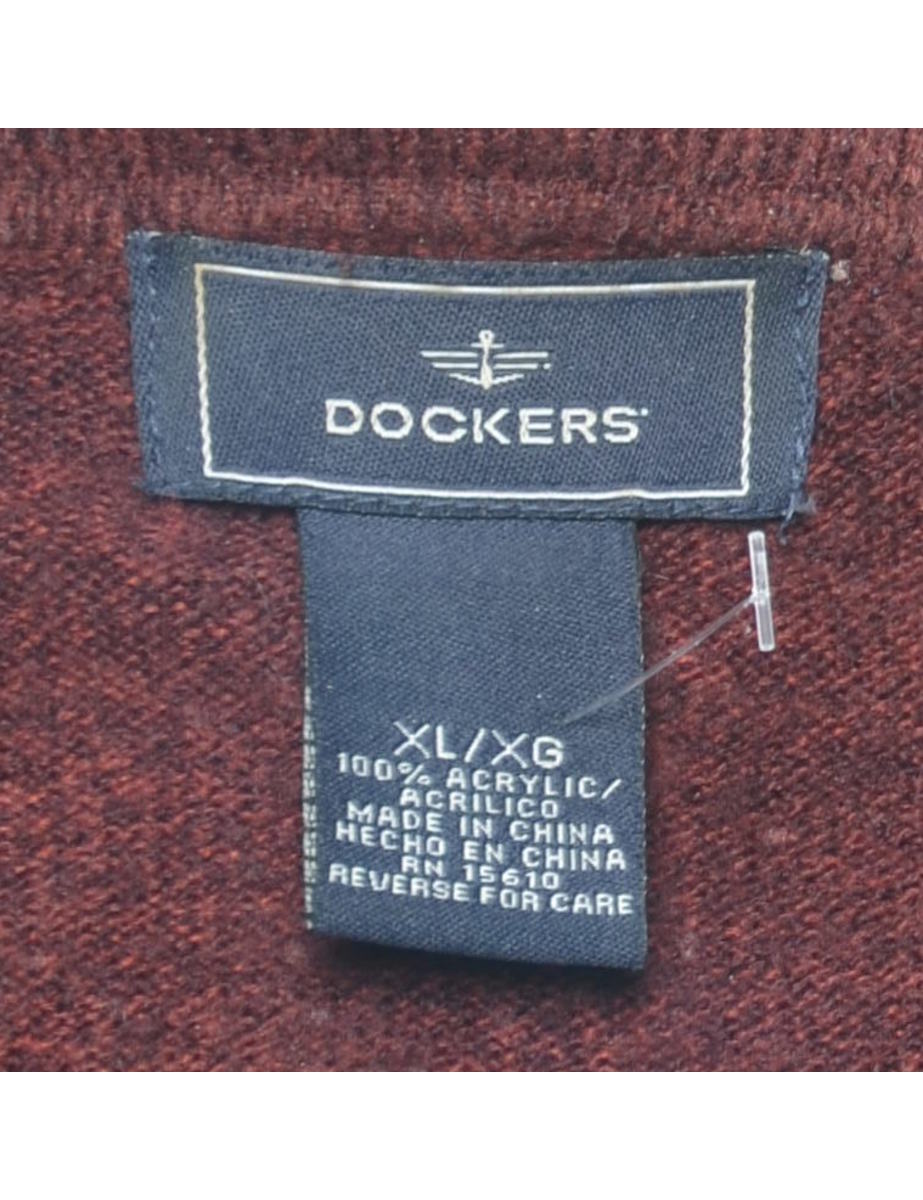 DOCKERS
XL/XG
100% ACRYLIC/
ACRILICO
MADE IN CHINA
HECHO EN CHINA
RN 15610
REVERSE FOR CARE